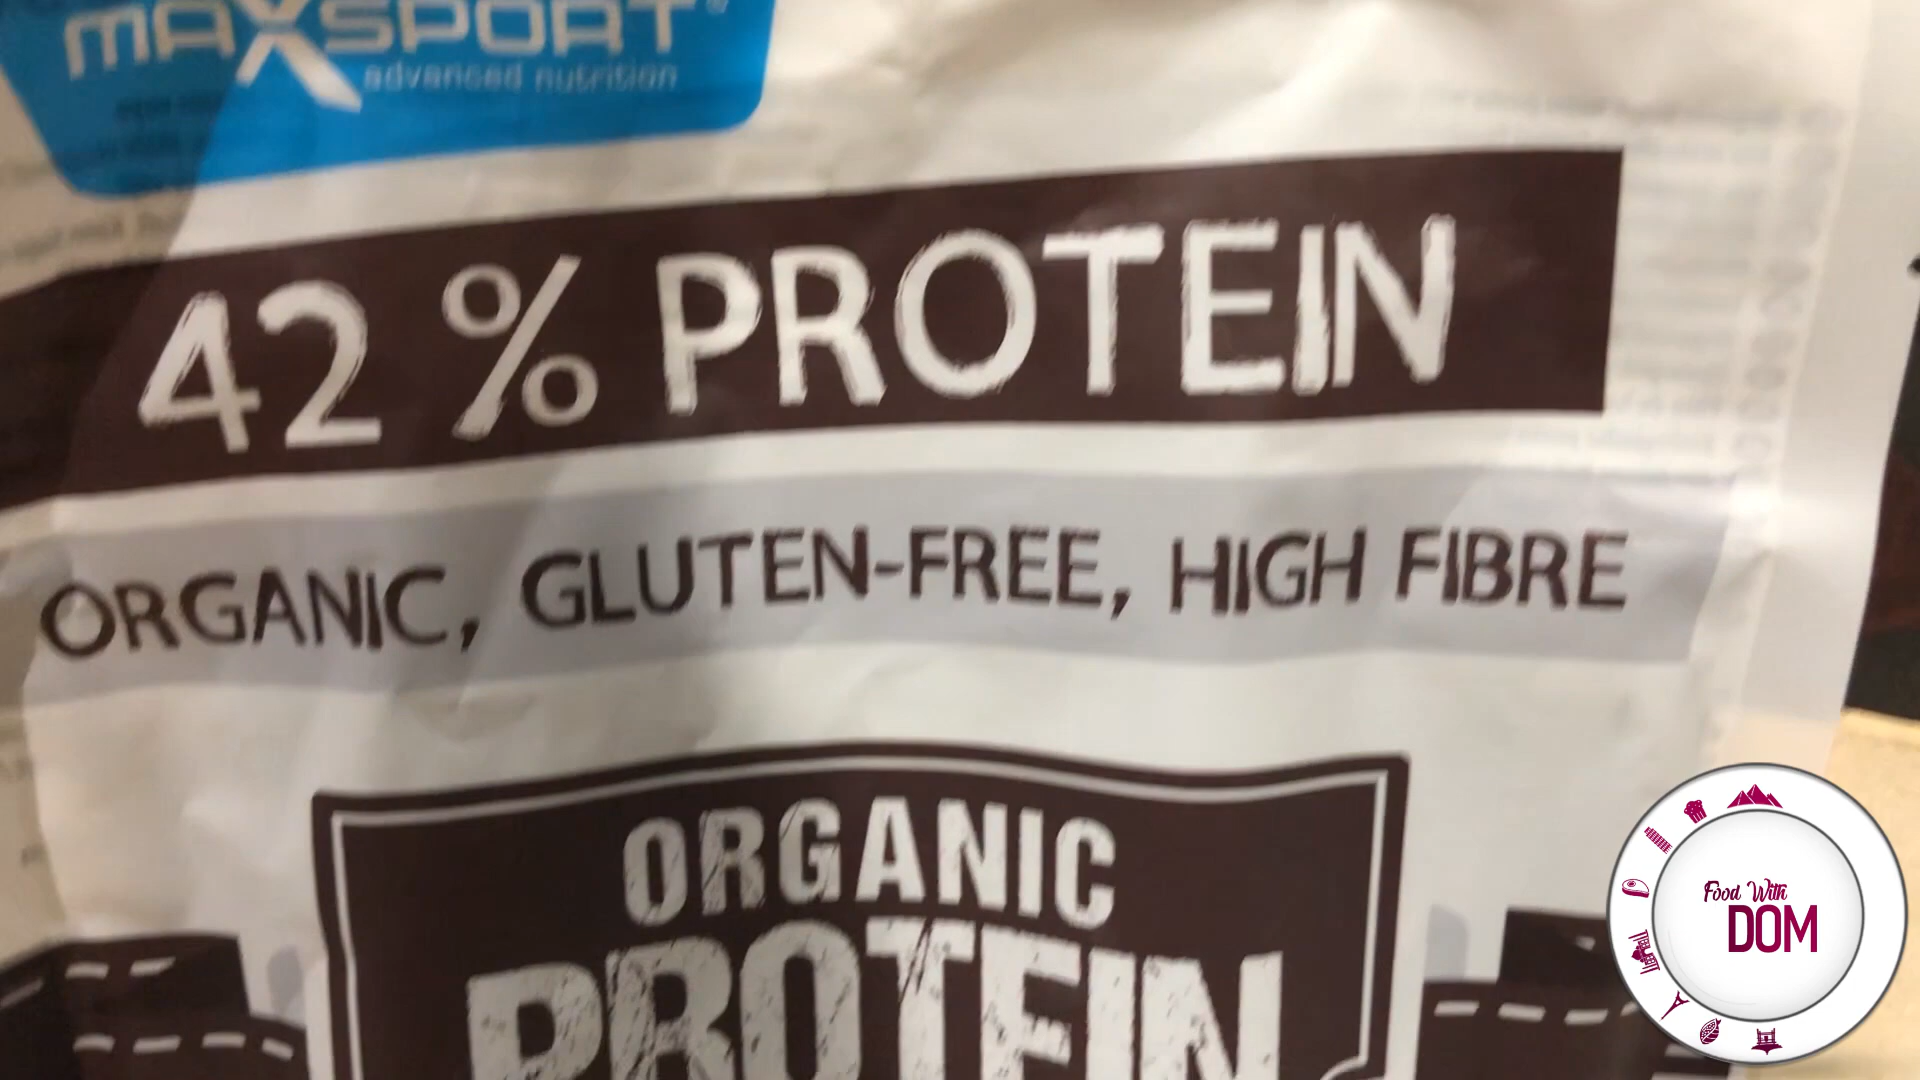 MAXSPORT
advanced nutrition
42 % PROTEIN
ORGANIC, GLUTEN-FREE, HIGH FIBRE
ORGANIC
PROTEIN
Food With
DOM